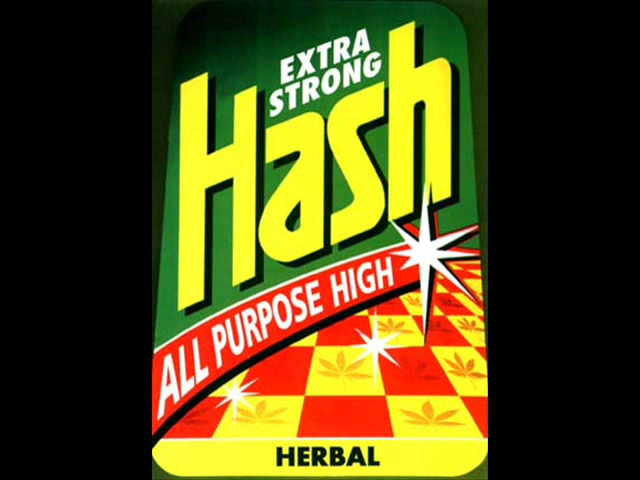 EXTRA
STRONG
Hash
ALL PURPOSE HIGH
HERBAL